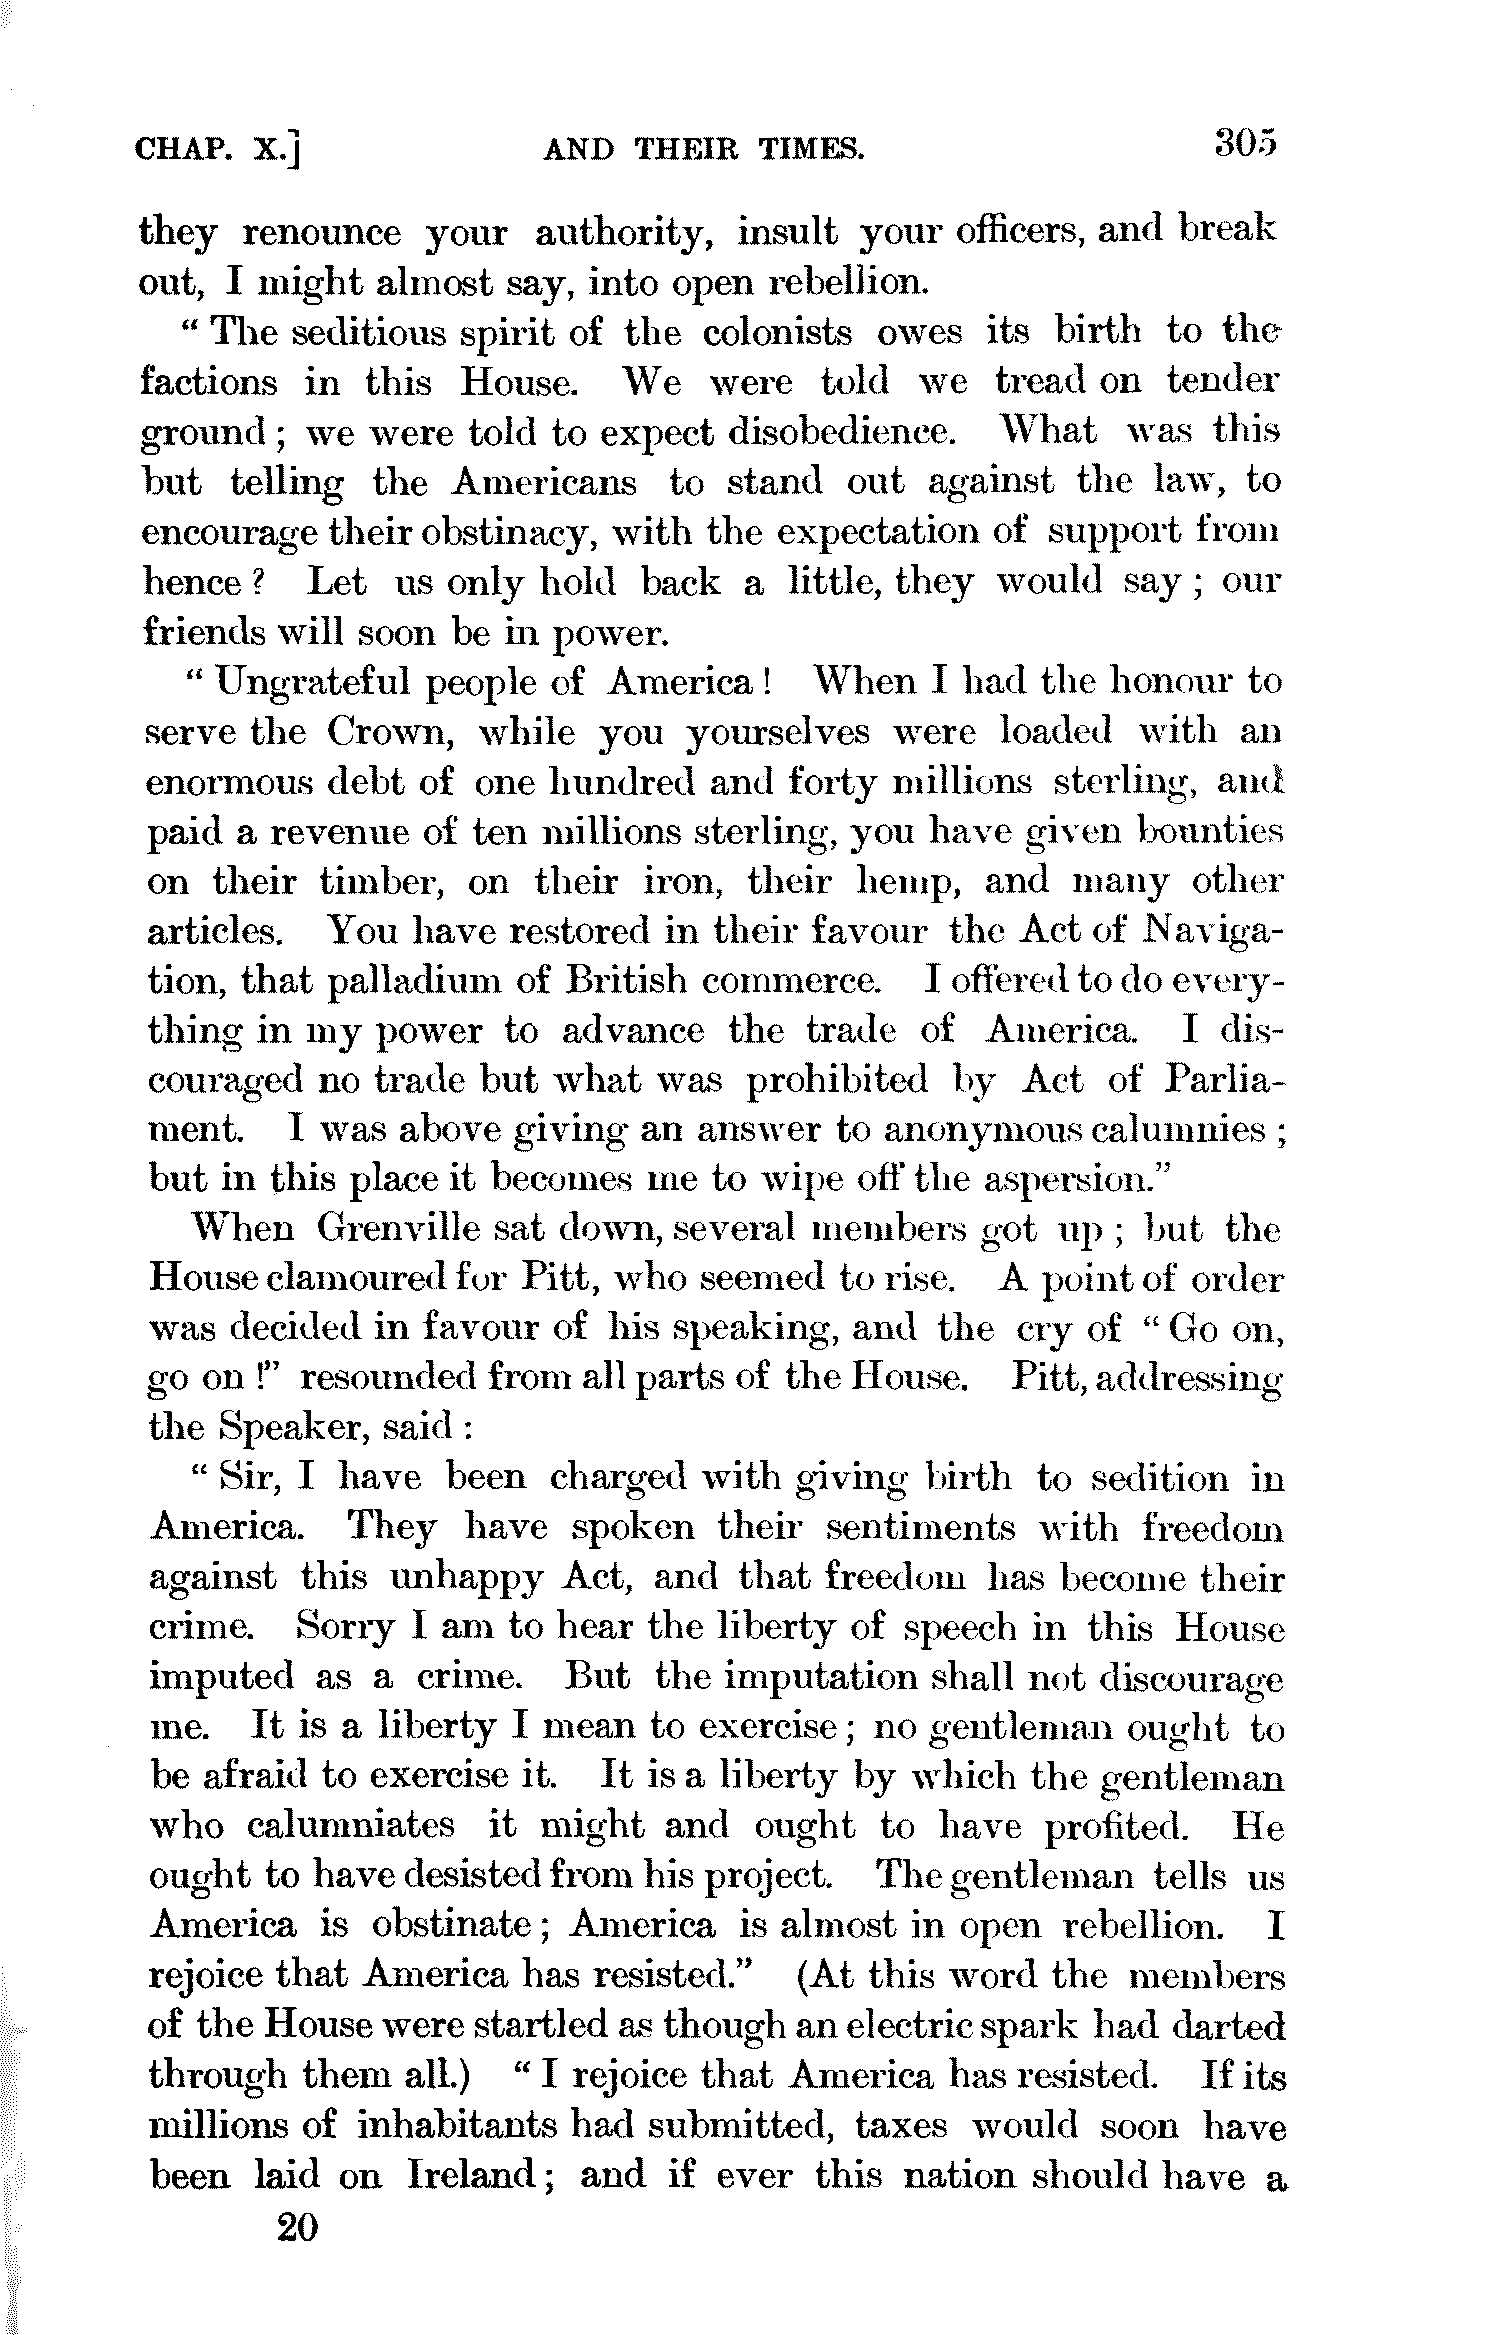 CHAP. X.] AND THEIR TIMES. 305
they renounce your authority, insult your officers, and break
out, I might almost say, into open rebellion.
“ The seditious spirit of the colonists owes its birth to the
factions in this House. We were told we tread on tender
ground ; we were told to expect disobedience. What was this
but telling the Americans to stand out against the law, to
encourage their obstinacy, with the expectation of support from
hence ? Let us only hold back a little, they would say ; our
friends will soon be in power.
“ Ungrateful people of America ! When I had the honour to
serve the Crown, while you yourselves were loaded with an
enormous debt of one hundred and forty millions sterling, and
paid a revenue of ten millions sterling, you have given bounties
on their timber, on their iron, their hemp, and many other
articles. You have restored in their favour the Act of Naviga-
tion, that palladium of British commerce. I offered to do every-
thing in my power to advance the trade of America. I dis-
couraged no trade but what was prohibited by Act of Parlia-
ment. I was above giving an answer to anonymous calumnies ;
but in this place it becomes me to wipe off the aspersion.”
When Grenville sat down, several members got up ; but the
House clamoured for Pitt, who seemed to rise. A point of order
was decided in favour of his speaking, and the cry of “ Go on,
go on !” resounded from all parts of the House. Pitt, addressing
the Speaker, said :
“ Sir, I have been charged with giving birth to sedition in
America. They have spoken their sentiments with freedom
against this unhappy Act, and that freedom has become their
crime. Sorry I am to hear the liberty of speech in this House
imputed as a crime. But the imputation shall not discourage
me. It is a liberty I mean to exercise ; no gentleman ought to
be afraid to exercise it. It is a liberty by which the gentleman
who calumniates it might and ought to have profited. He
ought to have desisted from his project. The gentleman tells us
America is obstinate ; America is almost in open rebellion. I
rejoice that America has resisted.” (At this word the members
of the House were startled as though an electric spark had darted
through them all.) “ I rejoice that America has resisted. If its
millions of inhabitants had submitted, taxes would soon have
been laid on Ireland ; and if ever this nation should have a
20